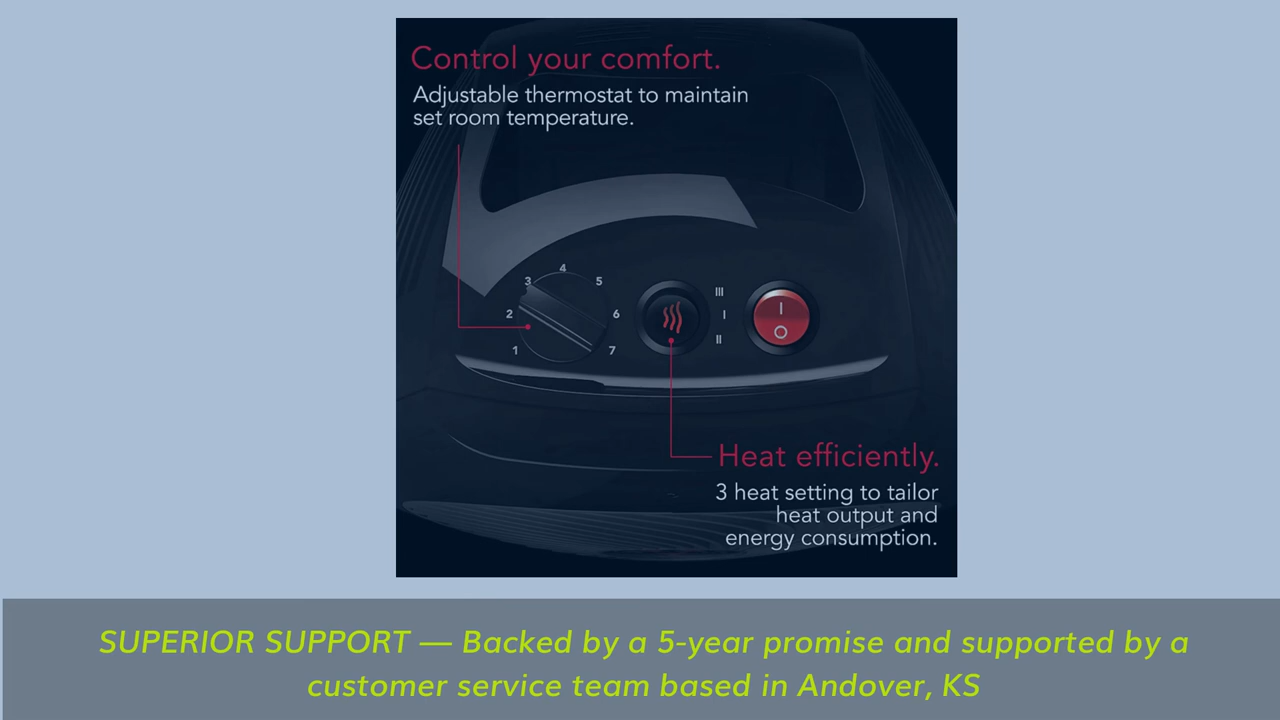 Control your comfort.
Adjustable thermostat to maintain
set room temperature.
4
3 5
2 6
1 7
III
I
II
Heat efficiently.
3 heat setting to tailor
heat output and
energy consumption.
SUPERIOR SUPPORT — Backed by a 5-year promise and supported by a
customer service team based in Andover, KS